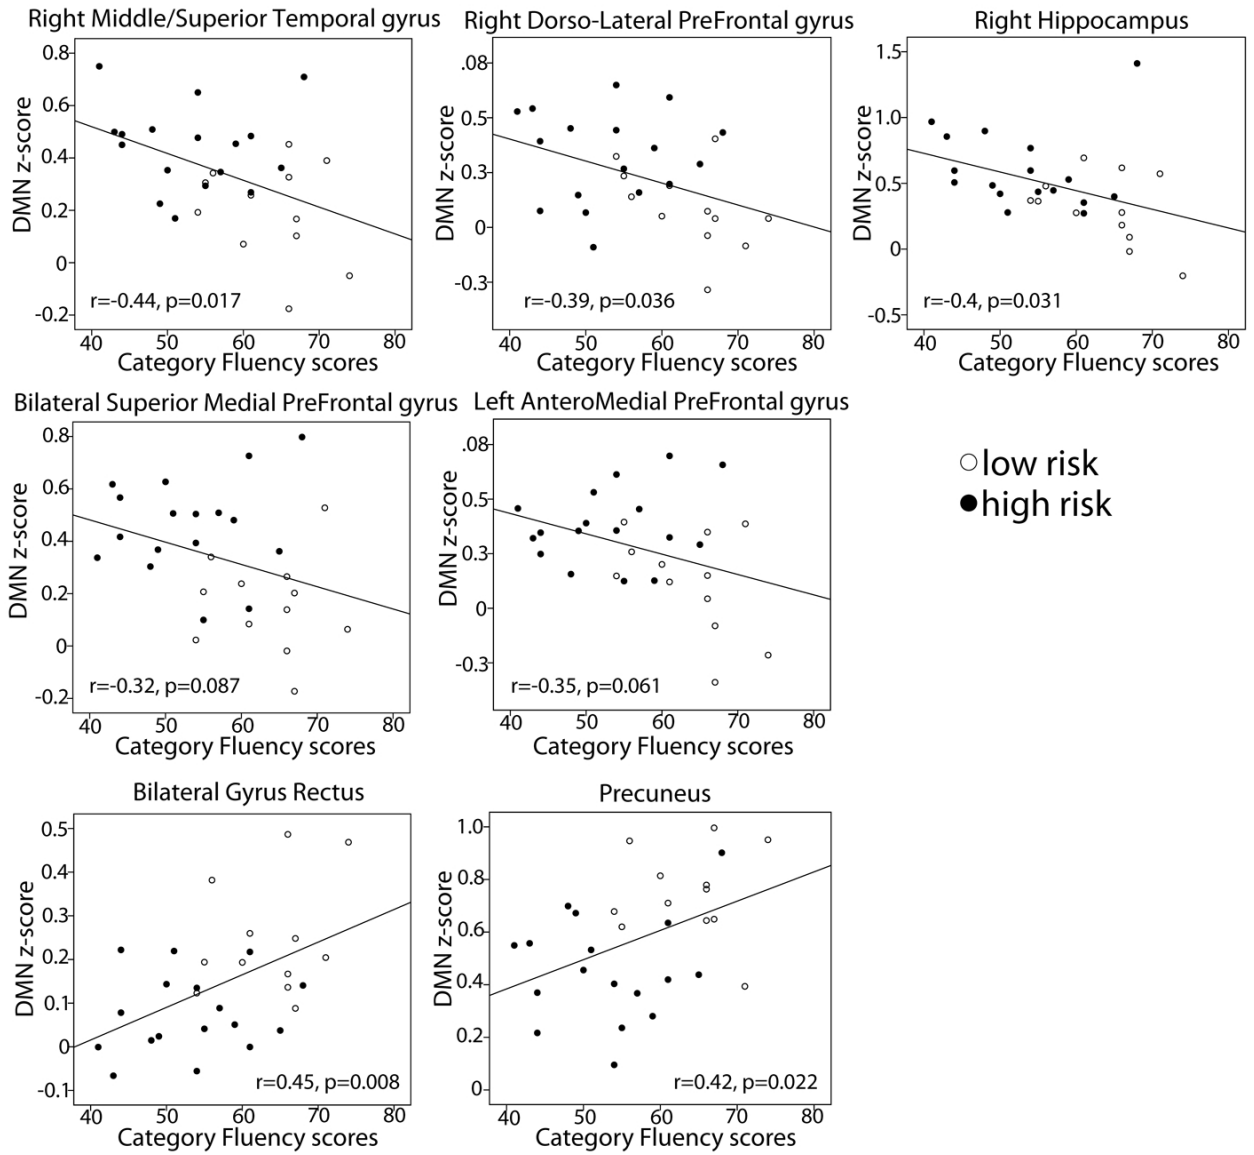 Right Middle/Superior Temporal gyrus
DMN z-score
0.8
0.6
0.4
0.2
0
-0.2
r=-0.44, p=0.017
40 50 60 70 80
Category Fluency scores
Right Dorso-Lateral PreFrontal gyrus
DMN z-score
.08
0.5
0.3
0
-0.3
r=-0.39, p=0.036
40 50 60 70 80
Category Fluency scores
Right Hippocampus
DMN z-score
1.5
1.0
0.5
0
-0.5
r=-0.4, p=0.031
40 50 60 70 80
Category Fluency scores
Bilateral Superior Medial PreFrontal gyrus
DMN z-score
0.8
0.6
0.4
0.2
0
-0.2
r=-0.32, p=0.087
40 50 60 70 80
Category Fluency scores
Left AnteroMedial PreFrontal gyrus
DMN z-score
.08
0.5
0.3
0
-0.3
r=-0.35, p=0.061
40 50 60 70 80
Category Fluency scores
low risk
high risk
Bilateral Gyrus Rectus
DMN z-score
0.5
0.4
0.3
0.2
0.1
0
-0.1
r=0.45, p=0.008
40 50 60 70 80
Category Fluency scores
Precuneus
DMN z-score
1.0
0.8
0.6
0.4
0.2
0
r=0.42, p=0.022
40 50 60 70 80
Category Fluency scores